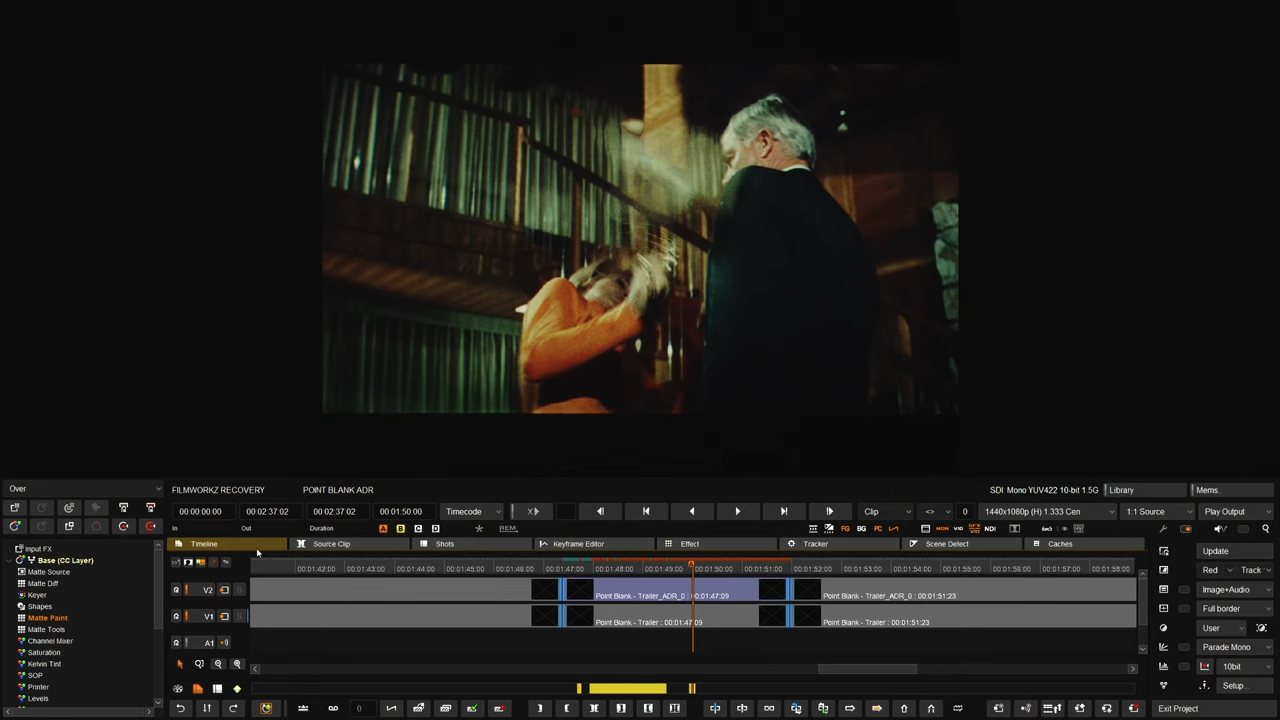 Over
FILMWORKZ RECOVERY
POINT BLANK ADR
SDI: Mono YUV422 10-bit 1.5G
Library
Mems..
00:00:00:00
00:02:37:02
00:02:37:02
00:01:50:00
Timecode
Clip
<>
0
1440x1080p (H) 1.333 Cen
1:1 Source
Play Output
In
Out
Duration
A
B
C
D
REM
FG
BG
PC
MON
VID
GFX VID
NDI
Input FX
Base (CC Layer)
Matte Source
Matte Diff
Keyer
Shapes
Matte Paint
Matte Tools
Channel Mixer
Saturation
Kelvin Tint
SOP
Printer
Levels
Timeline
Source Clip
Shots
Keyframe Editor
Effect
Tracker
Scene Detect
Caches
00:01:42:00
00:01:43:00
00:01:44:00
00:01:45:00
00:01:46:00
00:01:47:00
00:01:48:00
00:01:49:00
00:01:50:00
00:01:51:00
00:01:52:00
00:01:53:00
00:01:54:00
00:01:55:00
00:01:56:00
00:01:57:00
00:01:58:00
V2
S
Point Blank - Trailer_ADR_0 : 00:01:47:09
Point Blank - Trailer_ADR_0 : 00:01:51:23
V1
S
Point Blank - Trailer : 00:01:47:09
Point Blank - Trailer : 00:01:51:23
A1
0
Update
Red
Track
Image+Audio
Full border
User
Parade Mono
10bit
Setup...
Exit Project